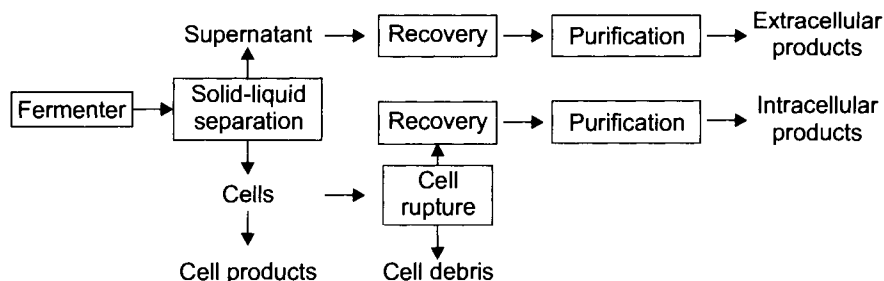 Supernatant
Recovery
Purification
Extracellular
products
Fermenter
Solid-liquid
separation
Recovery
Purification
Intracellular
products
Cells
Cell
rupture
Cell products
Cell debris